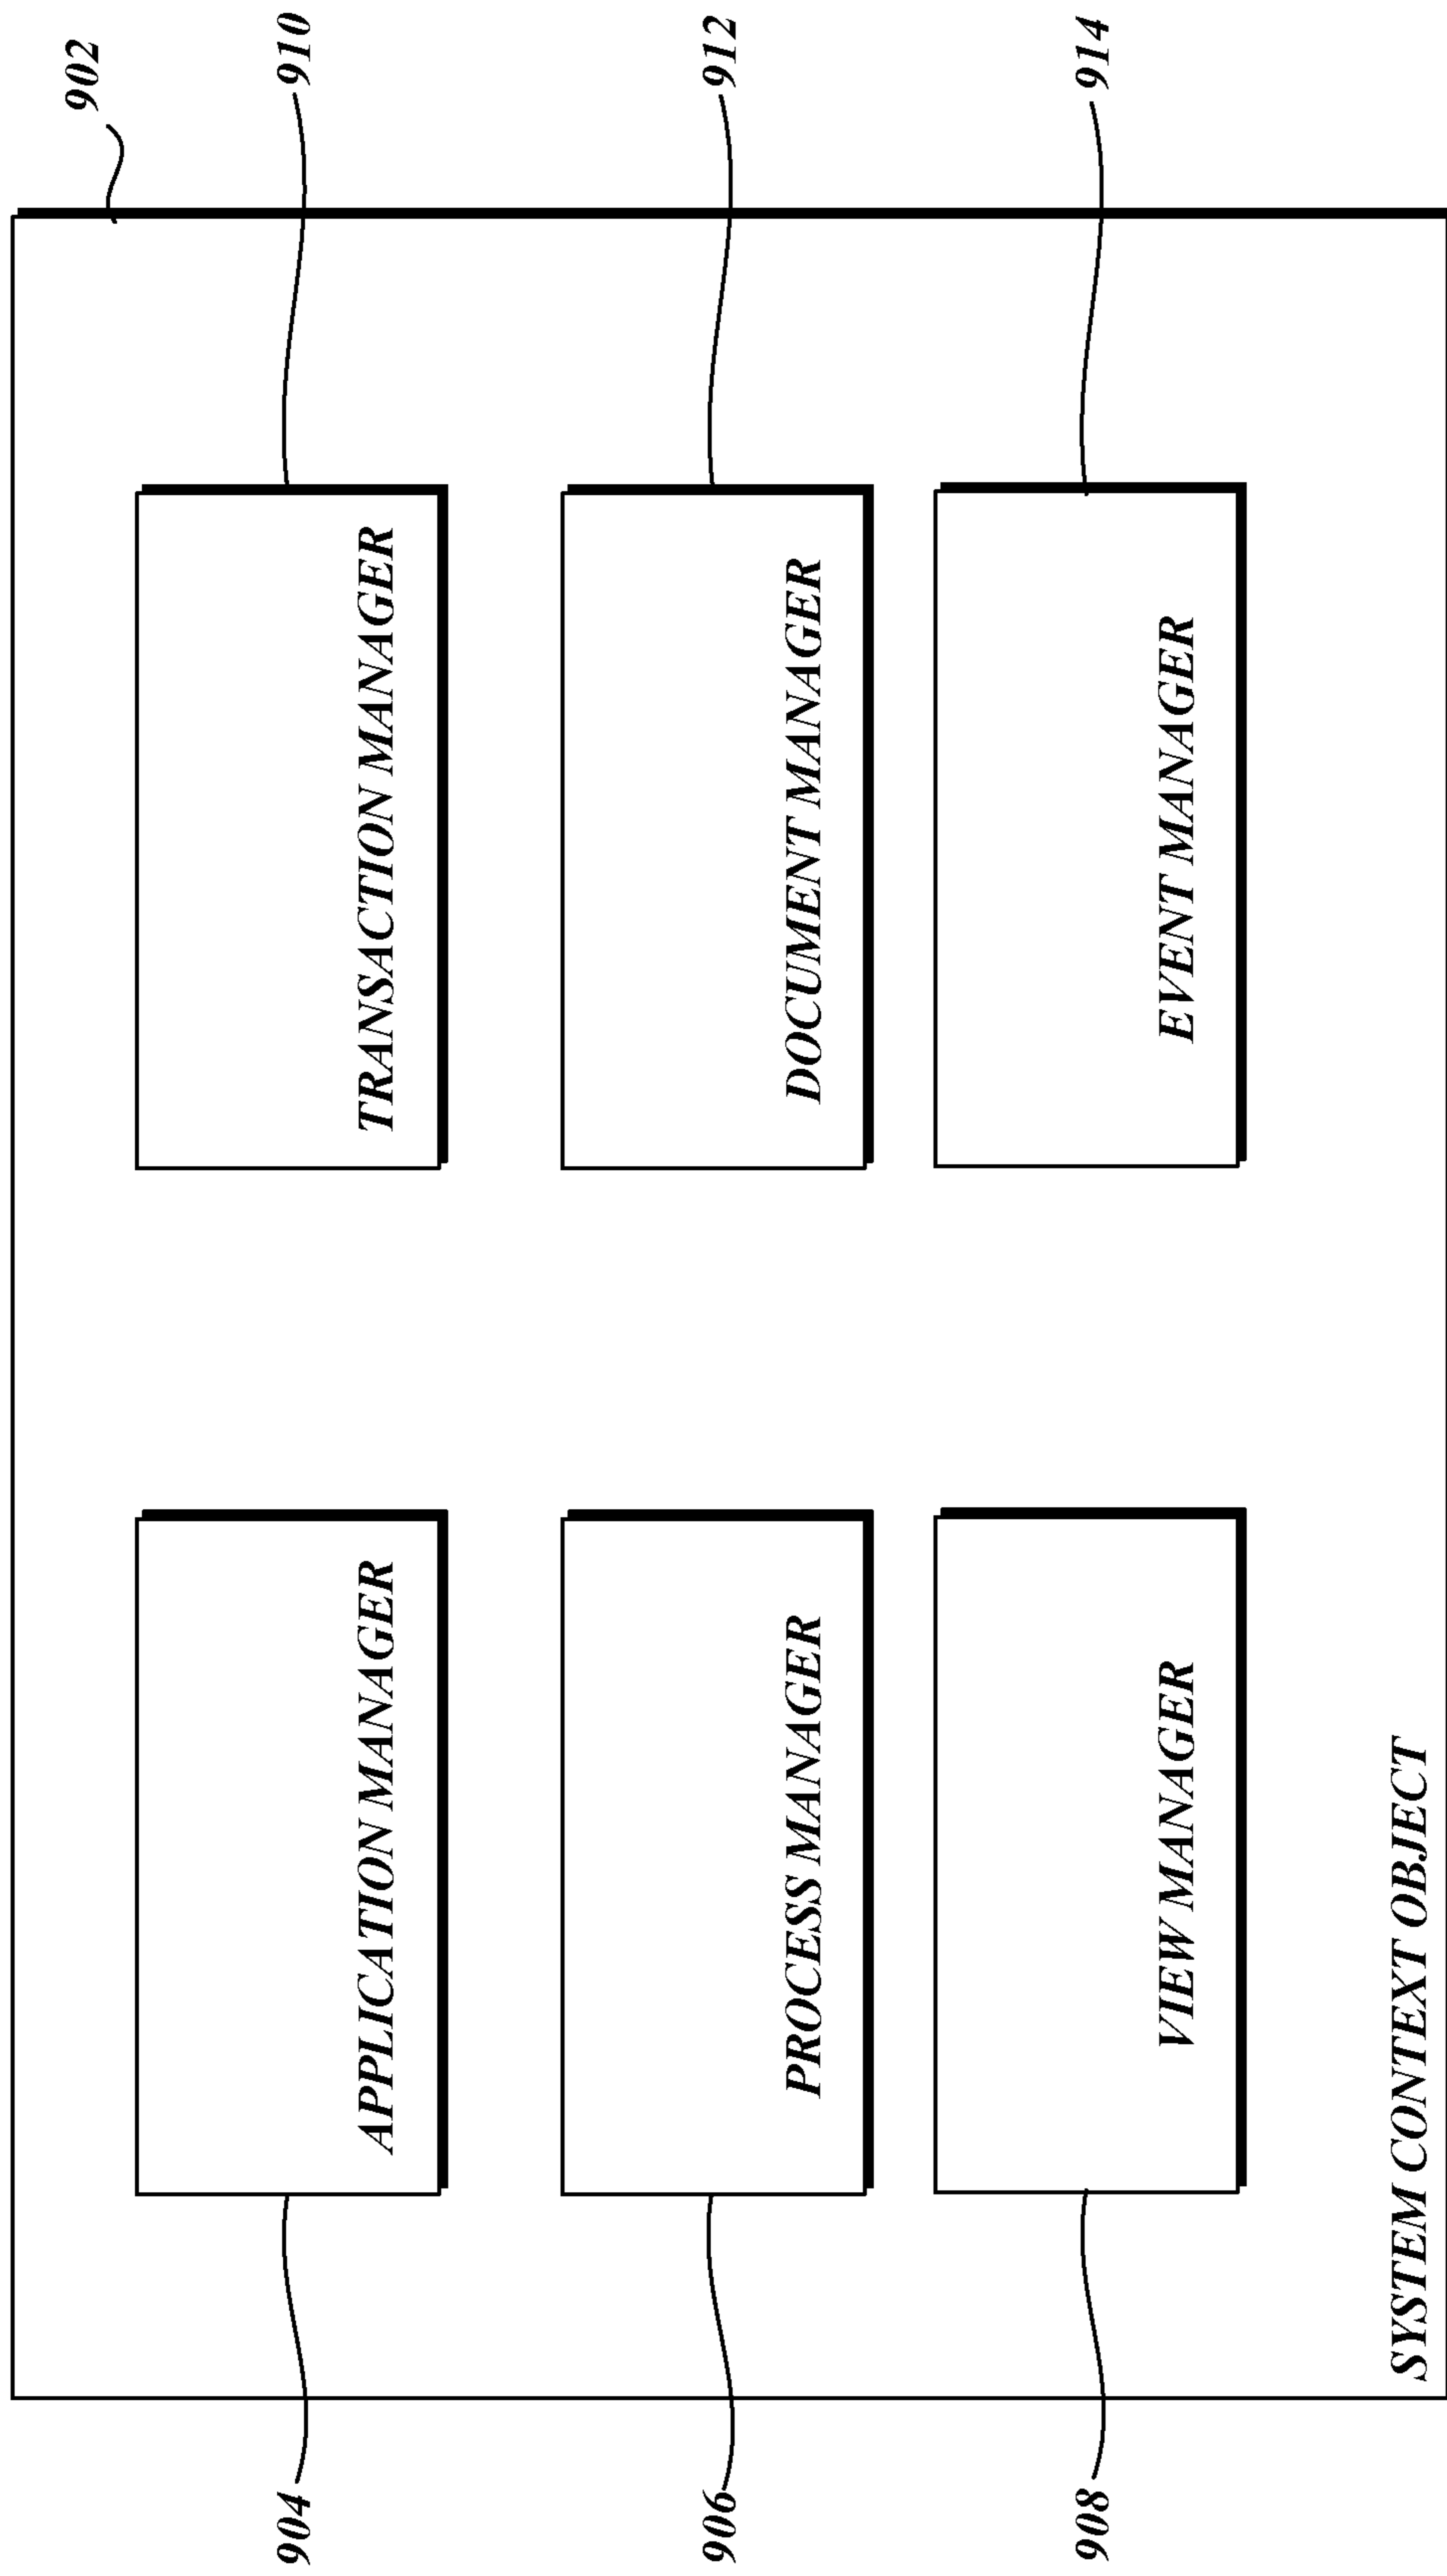 902
904
APPLICATION MANAGER
TRANSACTION MANAGER
910
906
PROCESS MANAGER
DOCUMENT MANAGER
912
908
VIEW MANAGER
EVENT MANAGER
914
SYSTEM CONTEXT OBJECT